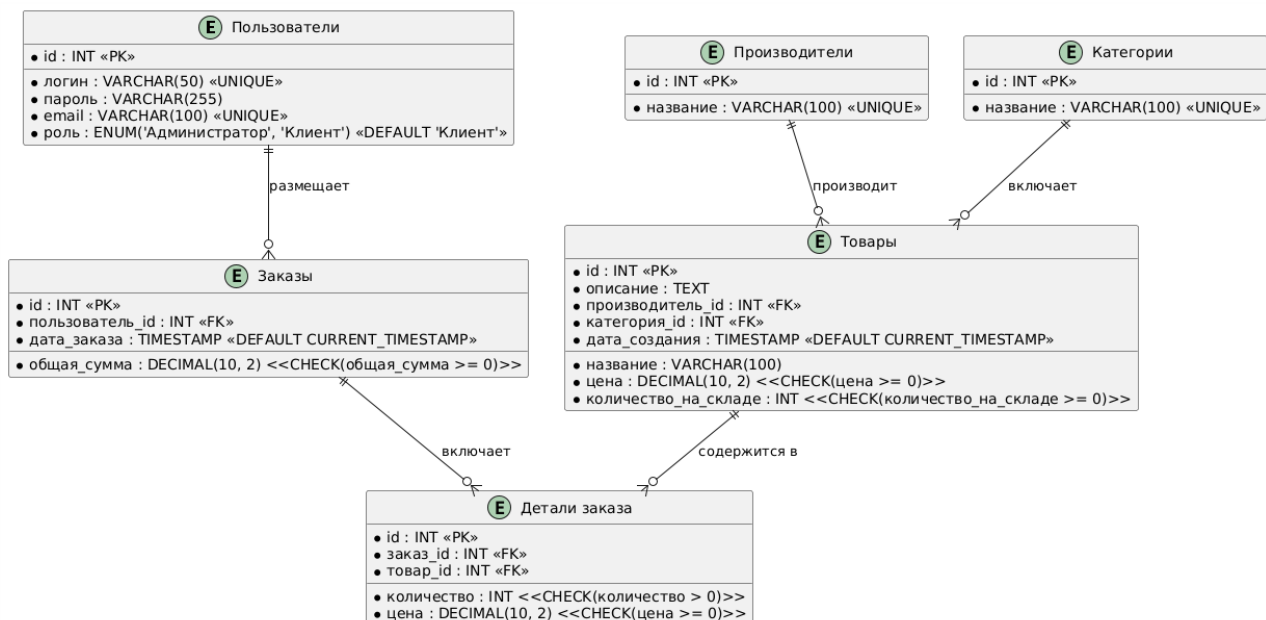 E Пользователи
• id : INT «PK»
• логин : VARCHAR(50) «UNIQUE»
• пароль : VARCHAR(255)
• email : VARCHAR(100) «UNIQUE»
• роль : ENUM('Администратор', 'Клиент') «DEFAULT 'Клиент'»
E Производители
• id : INT «PK»
• название : VARCHAR(100) «UNIQUE»
E Категории
• id : INT «PK»
• название : VARCHAR(100) «UNIQUE»
размещает
производит
включает
E Заказы
• id : INT «PK»
• пользователь_id : INT «FK»
• дата_заказа : TIMESTAMP «DEFAULT CURRENT_TIMESTAMP»
• общая_сумма : DECIMAL(10, 2) <<CHECK(общая_сумма >= 0)>>
E Товары
• id : INT «PK»
• описание : TEXT
• производитель_id : INT «FK»
• категория_id : INT «FK»
• дата_создания : TIMESTAMP «DEFAULT CURRENT_TIMESTAMP»
• название : VARCHAR(100)
• цена : DECIMAL(10, 2) <<CHECK(цена >= 0)>>
• количество_на_складе : INT <<CHECK(количество_на_складе >= 0)>>
включает
содержится в
E Детали заказа
• id : INT «PK»
• заказ_id : INT «FK»
• товар_id : INT «FK»
• количество : INT <<CHECK(количество > 0)>>
• цена : DECIMAL(10, 2) <<CHECK(цена >= 0)>>